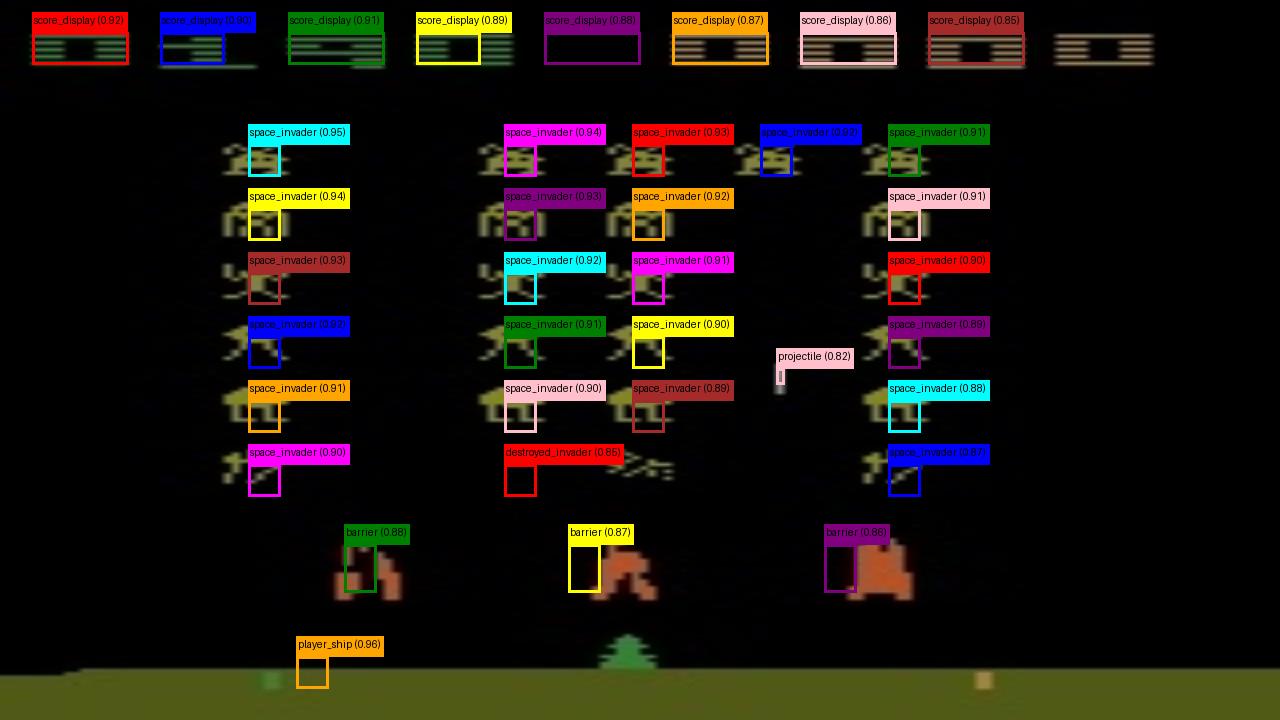 score_display (0.92) score_display (0.90) score_display (0.91) score_display (0.89) score_display (0.88) score_display (0.87) score_display (0.86) score_display (0.85)
space_invader (0.95) space_invader (0.94) space_invader (0.93) space_invader (0.92) space_invader (0.91)
space_invader (0.94) space_invader (0.93) space_invader (0.92) space_invader (0.91)
space_invader (0.93) space_invader (0.92) space_invader (0.91) space_invader (0.90)
space_invader (0.92) space_invader (0.91) space_invader (0.90) space_invader (0.89)
projectile (0.82)
space_invader (0.91) space_invader (0.90) space_invader (0.89) space_invader (0.88)
space_invader (0.90) destroyed_invader (0.85) space_invader (0.87)
barrier (0.88) barrier (0.87) barrier (0.86)
player_ship (0.96)